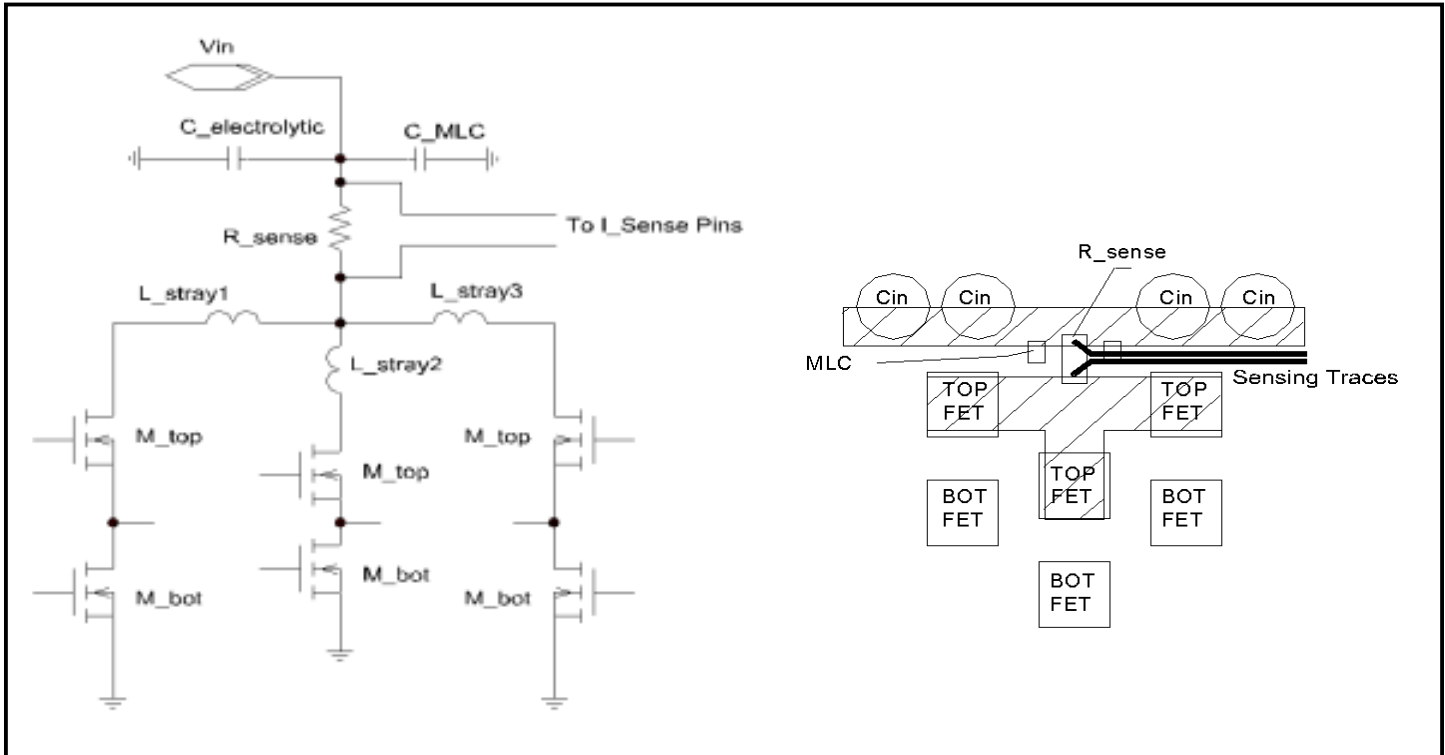 Vin
C_electrolytic
C_MLC
R_sense
To I_Sense Pins
L_stray1
L_stray3
L_stray2
M_top
M_top
M_top
M_bot
M_bot
M_bot
R_sense
Cin
Cin
Cin
Cin
MLC
Sensing Traces
TOP
FET
TOP
FET
TOP
FET
BOT
FET
BOT
FET
BOT
FET